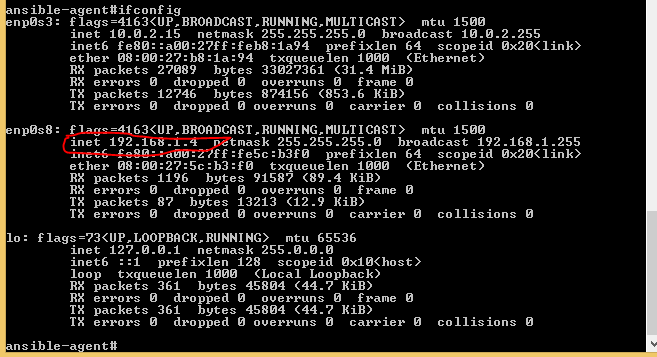 ansible-agent#ifconfig
enp0s3: flags=4163<UP,BROADCAST,RUNNING,MULTICAST>  mtu 1500
inet 10.0.2.15  netmask 255.255.255.0  broadcast 10.0.2.255
inet6 fe80::a00:27ff:feb8:1a94  prefixlen 64  scopeid 0x20<link>
ether 08:00:27:b8:1a:94  txqueuelen 1000  (Ethernet)
RX packets 27089  bytes 33027361 (31.4 MiB)
RX errors 0  dropped 0  overruns 0  frame 0
TX packets 12746  bytes 874156 (853.6 KiB)
TX errors 0  dropped 0 overruns 0  carrier 0  collisions 0
enp0s8: flags=4163<UP,BROADCAST,RUNNING,MULTICAST>  mtu 1500
inet 192.168.1.4  netmask 255.255.255.0  broadcast 192.168.1.255
inet6 fe80::a00:27ff:fe5c:b3f0  prefixlen 64  scopeid 0x20<link>
ether 08:00:27:5c:b3:f0  txqueuelen 1000  (Ethernet)
RX packets 1196  bytes 91587 (89.4 KiB)
RX errors 0  dropped 0  overruns 0  frame 0
TX packets 87  bytes 13213 (12.9 KiB)
TX errors 0  dropped 0 overruns 0  carrier 0  collisions 0
lo: flags=73<UP,LOOPBACK,RUNNING>  mtu 65536
inet 127.0.0.1  netmask 255.0.0.0
inet6 ::1  prefixlen 128  scopeid 0x10<host>
loop  txqueuelen 1000  (Local Loopback)
RX packets 361  bytes 45804 (44.7 KiB)
RX errors 0  dropped 0  overruns 0  frame 0
TX packets 361  bytes 45804 (44.7 KiB)
TX errors 0  dropped 0 overruns 0  carrier 0  collisions 0
ansible-agent#